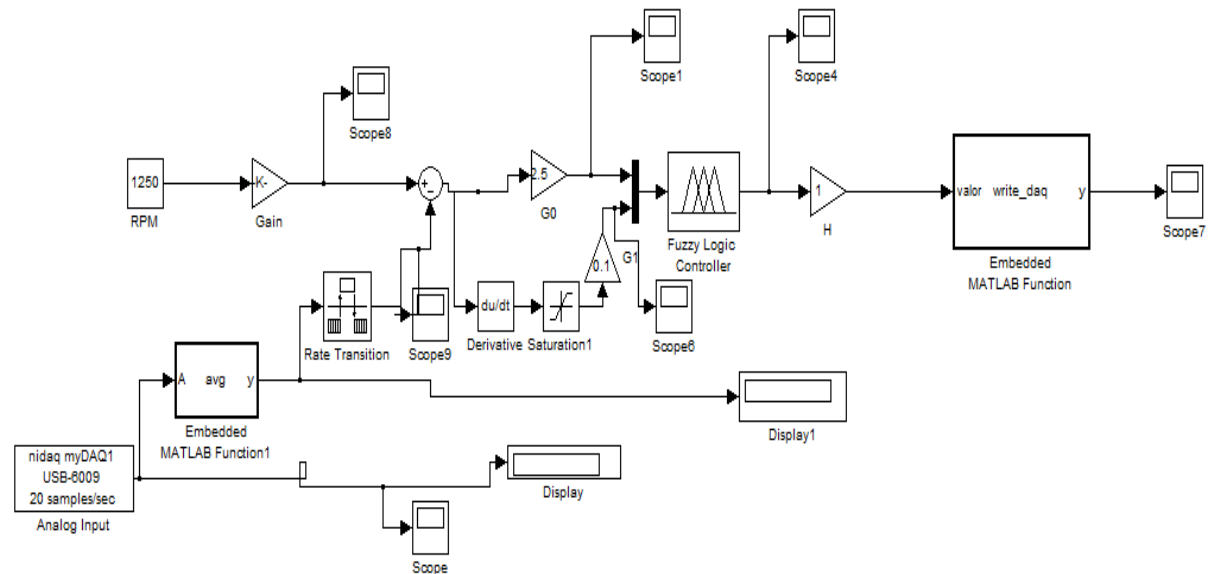 Scope1
Scope4
Scope8
1250
RPM
-K-
Gain
+
-
2.5
G0
G1
0.1
Fuzzy Logic
Controller
1
H
valor write_daq y
Embedded
MATLAB Function
Scope7
Rate Transition
Scope9
du/dt
Derivative
Saturation1
Scope6
A avg y
Embedded
MATLAB Function1
Display1
nidaq myDAQ1
USB-6009
20 samples/sec
Analog Input
Display
Scope